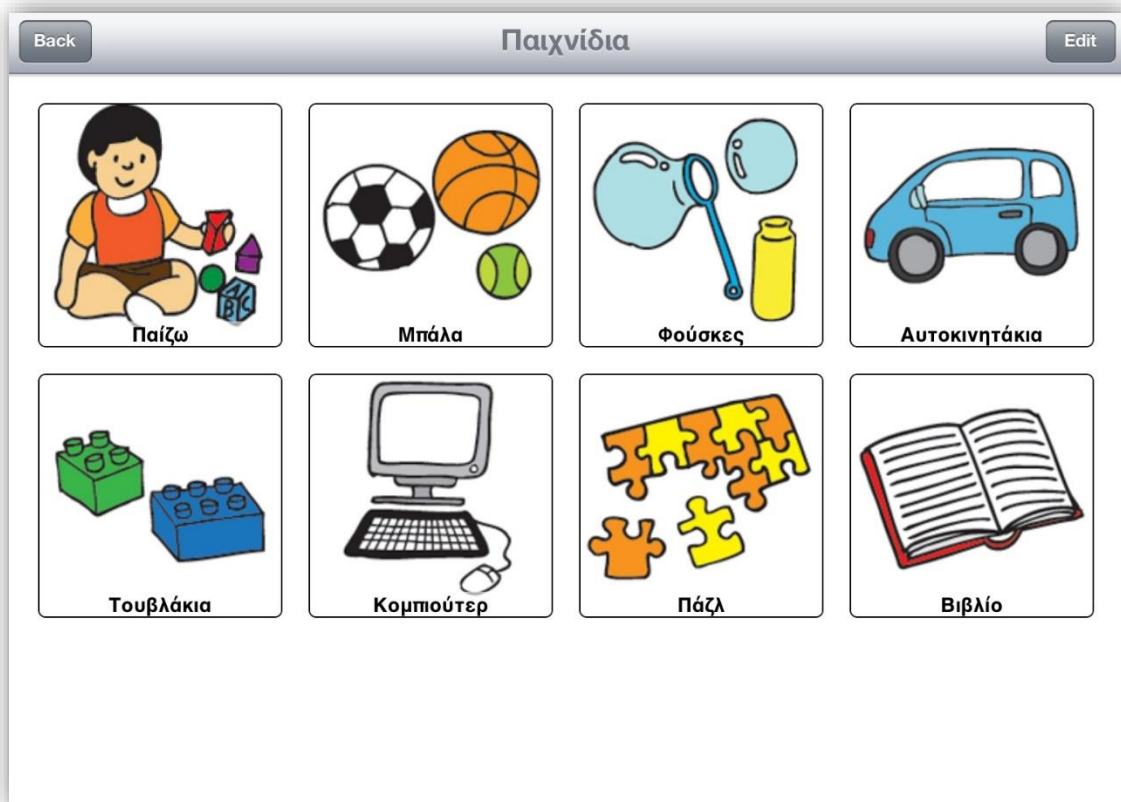 Back
Παιχνίδια
Edit
Παίζω
Μπάλα
Φούσκες
Αυτοκινητάκια
A
B C
Τουβλάκια
Κομπιούτερ
Πάζλ
Βιβλίο